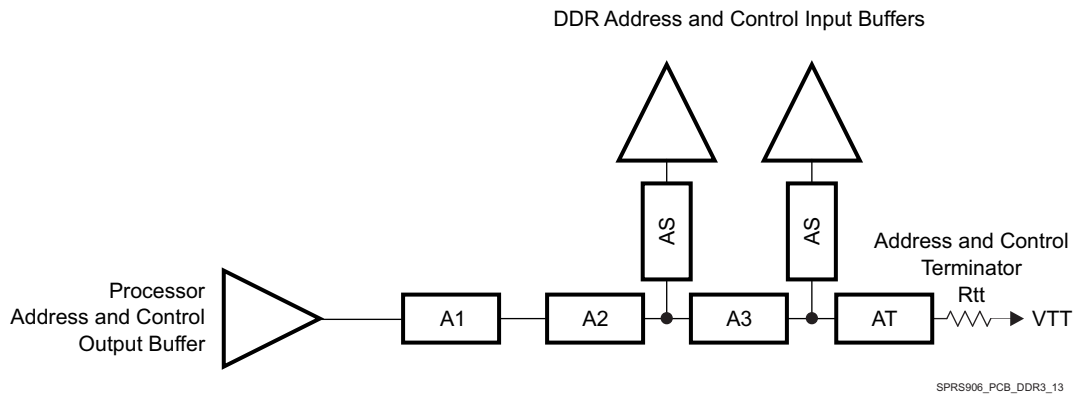 DDR Address and Control Input Buffers
AS
AS
Address and Control
Terminator
Rtt
Processor
Address and Control
Output Buffer
A1
A2
A3
AT
VTT
SPRS906_PCB_DDR3_13